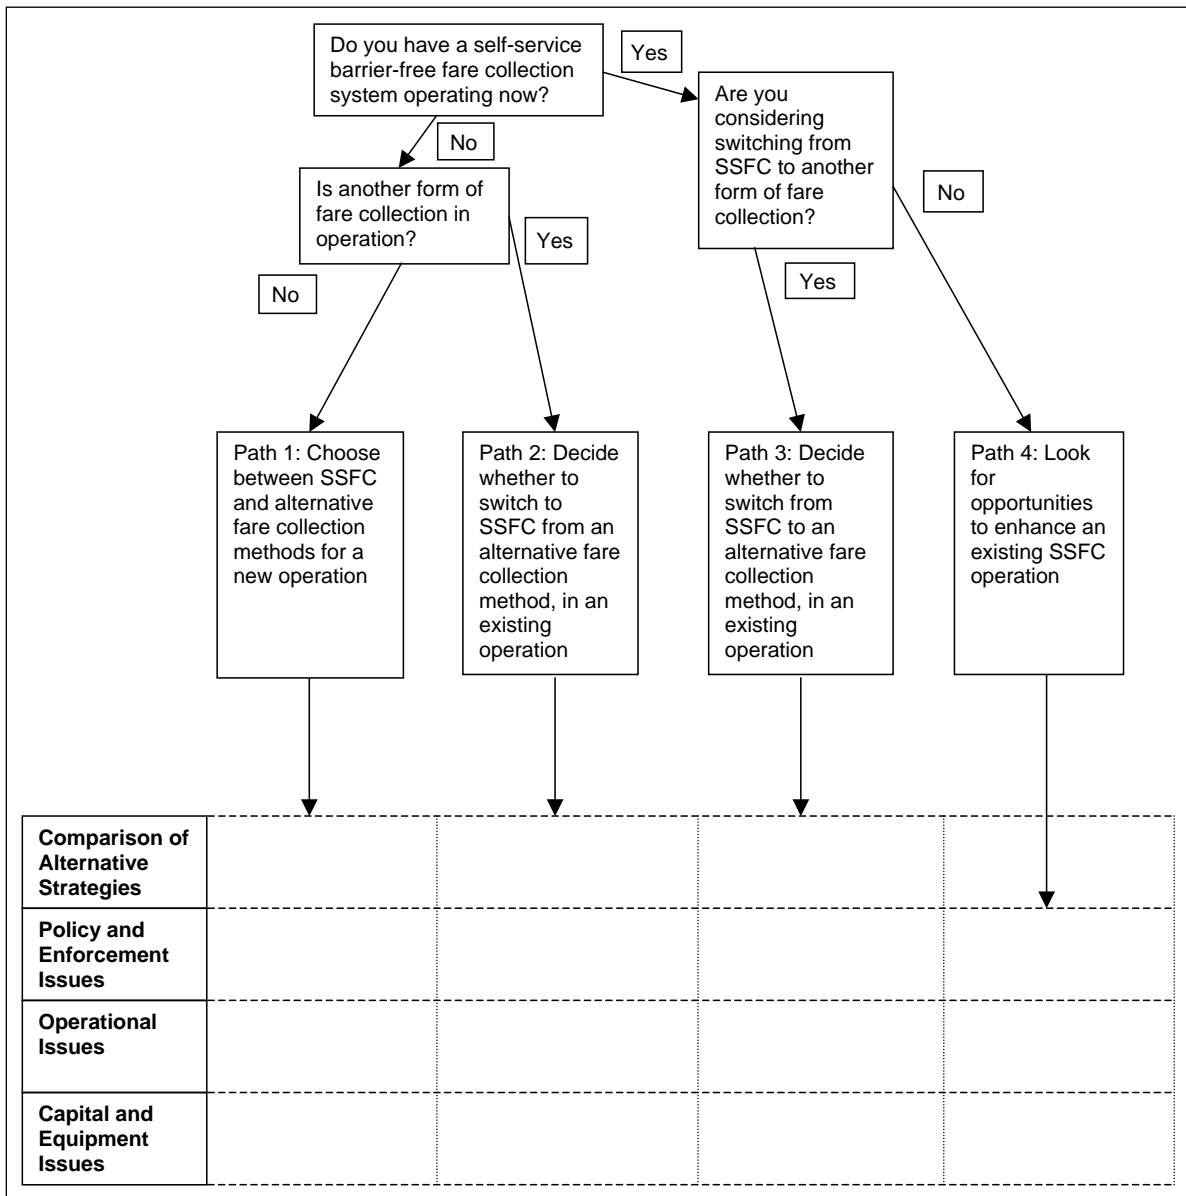 Do you have a self-service
barrier-free fare collection
system operating now?
Yes
Are you
considering
switching from
SSFC to another
form of fare
collection?
No
Is another form of
fare collection in
operation?
No
Yes
No
Yes
Path 1: Choose
between SSFC
and alternative
fare collection
methods for a
new operation
Path 2: Decide
whether to
switch to
SSFC from an
alternative fare
collection
method, in an
existing
operation
Path 3: Decide
whether to
switch from
SSFC to an
alternative fare
collection
method, in an
existing
operation
Path 4: Look
for
opportunities
to enhance an
existing SSFC
operation
Comparison of
Alternative
Strategies
Policy and
Enforcement
Issues
Operational
Issues
Capital and
Equipment
Issues